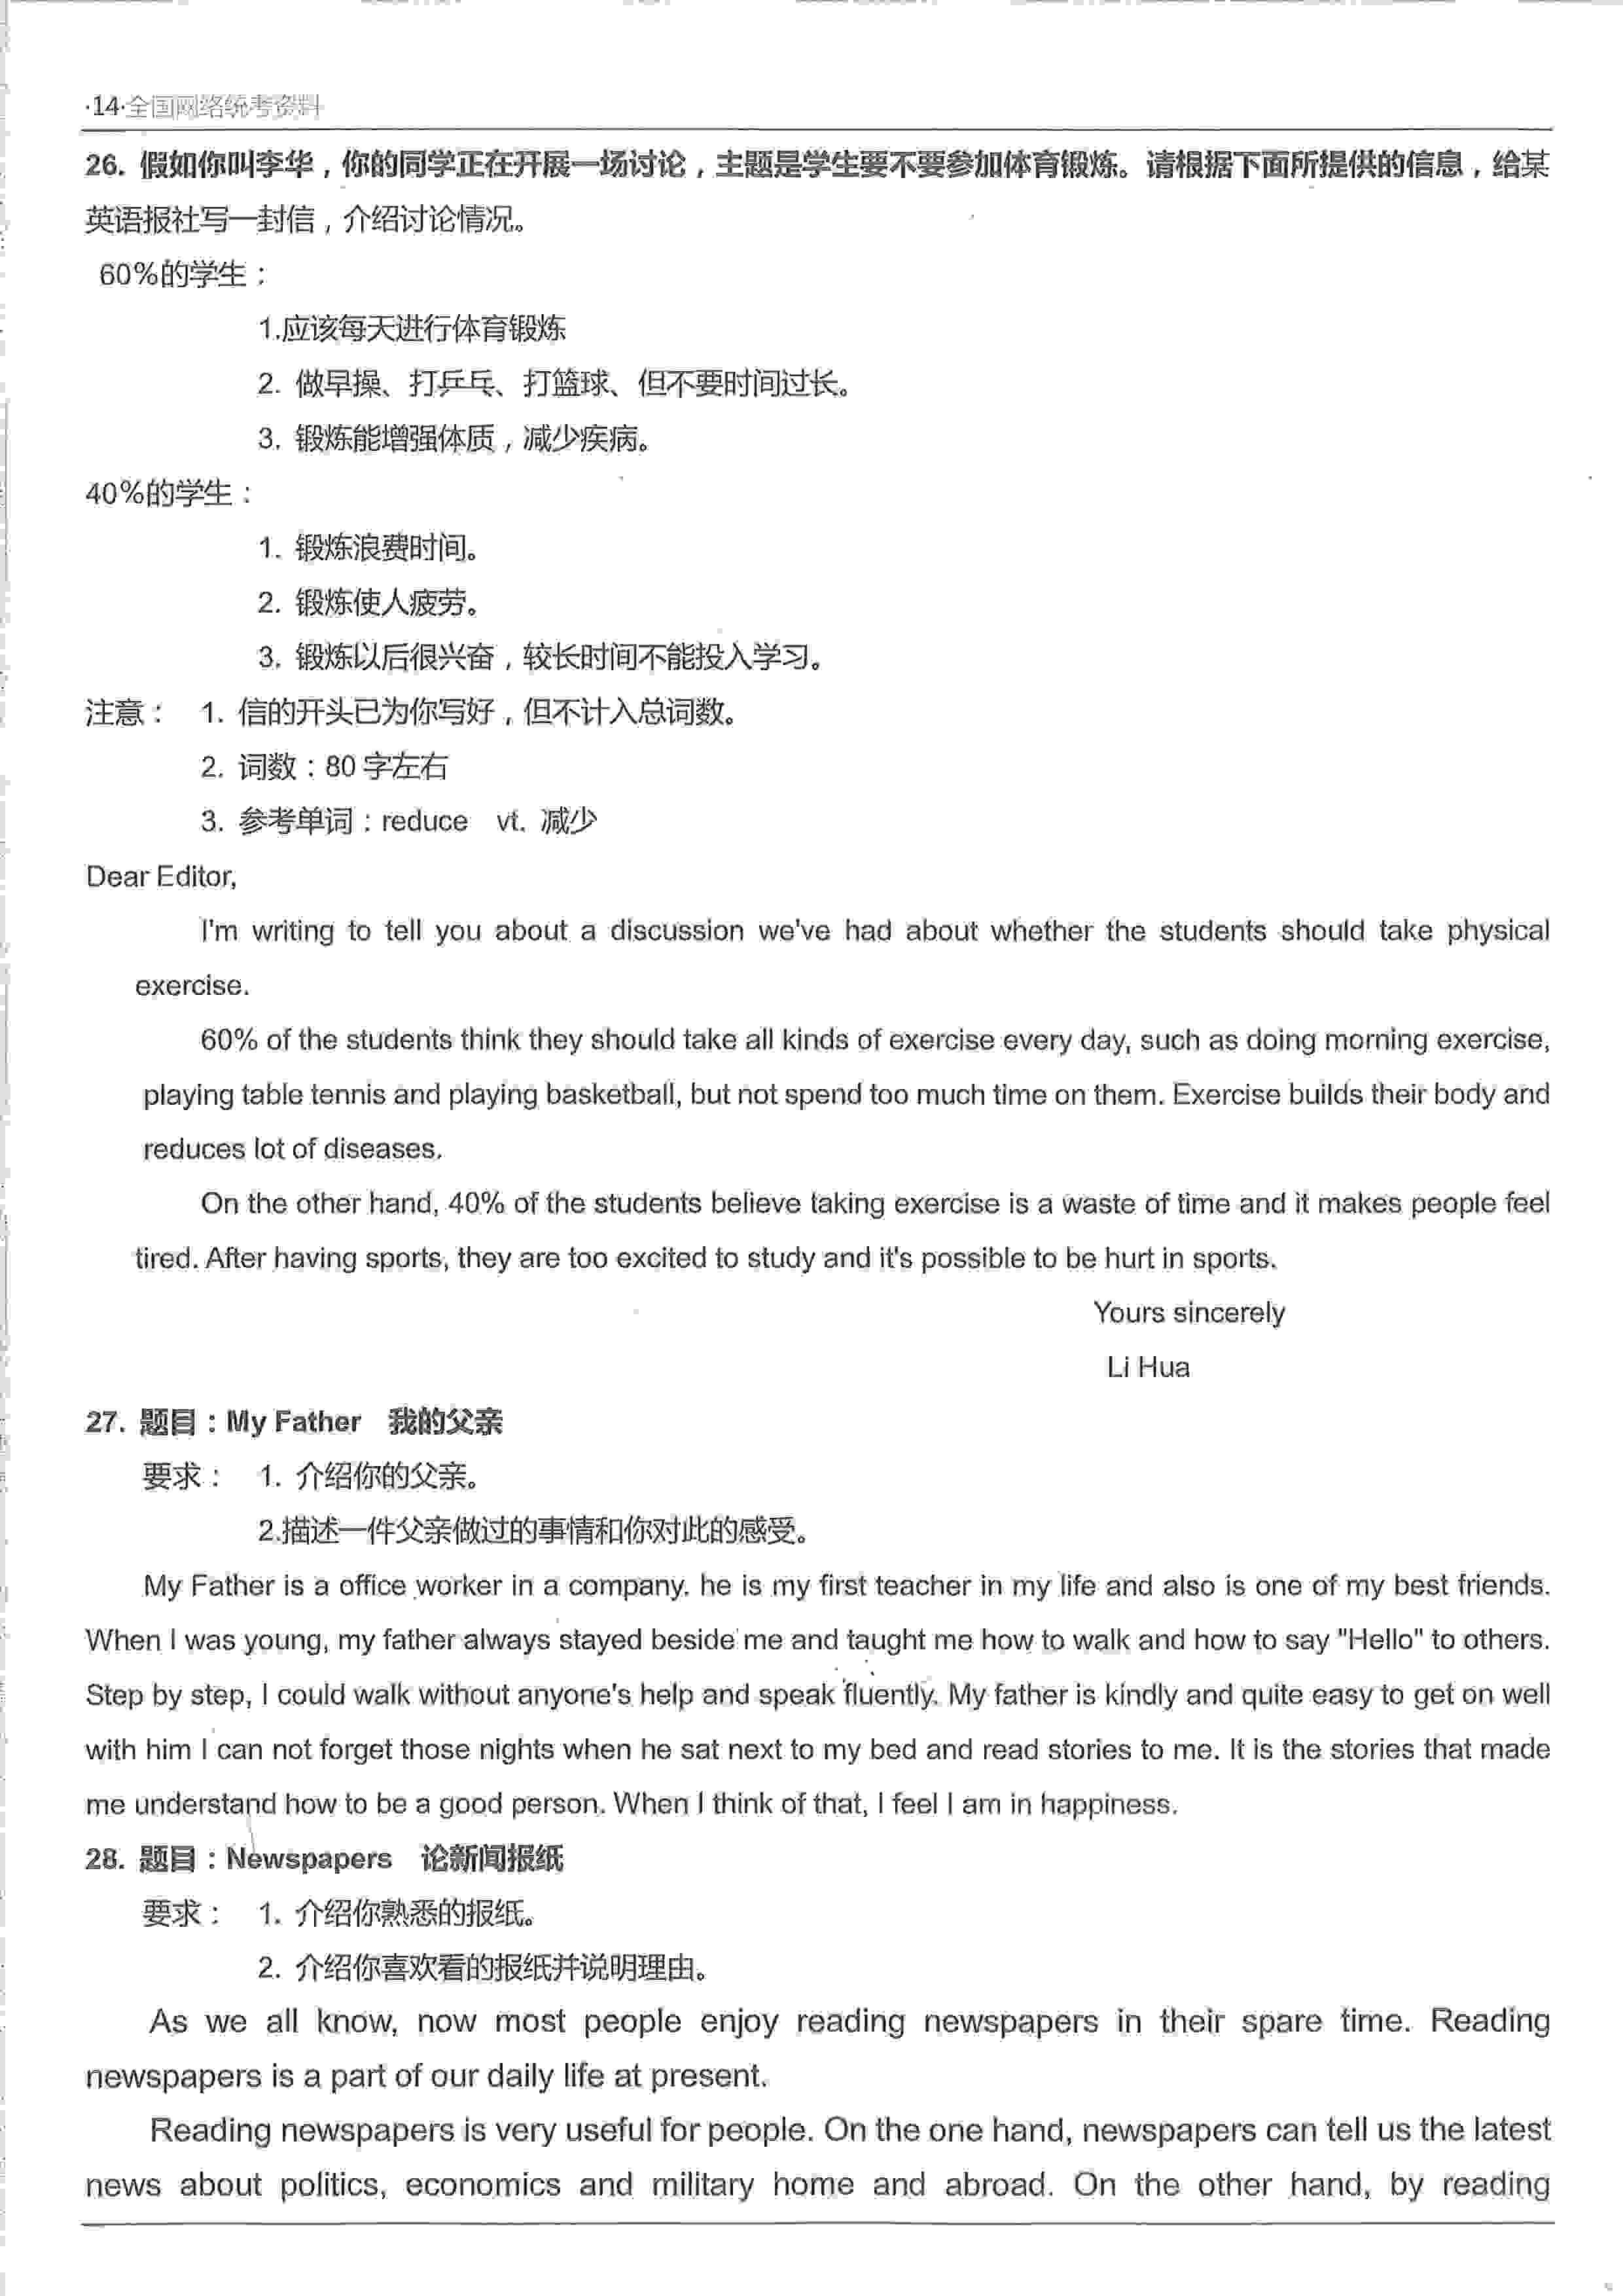 ·14·全国网络统考资料
26. 假如你叫李华，你的同学正在开展一场讨论，主题是学生要不要参加体育锻炼。请根据下面所提供的信息，给某
英语报社写一封信，介绍讨论情况。
60%的学生：
1.应该每天进行体育锻炼
2. 做早操、打乒乓、打篮球、但不要时间过长。
3. 锻炼能增强体质，减少疾病。
40%的学生：
1. 锻炼浪费时间。
2. 锻炼使人疲劳。
3. 锻炼以后很兴奋，较长时间不能投入学习。
注意： 1. 信的开头已为你写好，但不计入总词数。
2. 词数：80 字左右
3. 参考单词：reduce vt. 减少
Dear Editor,
I'm writing to tell you about a discussion we've had about whether the students should take physical
exercise.
60% of the students think they should take all kinds of exercise every day, such as doing morning exercise,
playing table tennis and playing basketball, but not spend too much time on them. Exercise builds their body and
reduces lot of diseases.
On the other hand, 40% of the students believe taking exercise is a waste of time and it makes people feel
tired. After having sports, they are too excited to study and it's possible to be hurt in sports.
Yours sincerely
Li Hua
27. 题目：My Father 我的父亲
要求： 1. 介绍你的父亲。
2.描述一件父亲做过的事情和你对此的感受。
My Father is a office worker in a company. he is my first teacher in my life and also is one of my best friends.
When I was young, my father always stayed beside me and taught me how to walk and how to say "Hello" to others.
Step by step, I could walk without anyone's help and speak fluently. My father is kindly and quite easy to get on well
with him I can not forget those nights when he sat next to my bed and read stories to me. It is the stories that made
me understand how to be a good person. When I think of that, I feel I am in happiness.
28. 题目：Newspapers 论新闻报纸
要求： 1. 介绍你熟悉的报纸。
2. 介绍你喜欢看的报纸并说明理由。
As we all know, now most people enjoy reading newspapers in their spare time. Reading
newspapers is a part of our daily life at present.
Reading newspapers is very useful for people. On the one hand, newspapers can tell us the latest
news about politics, economics and military home and abroad. On the other hand, by reading